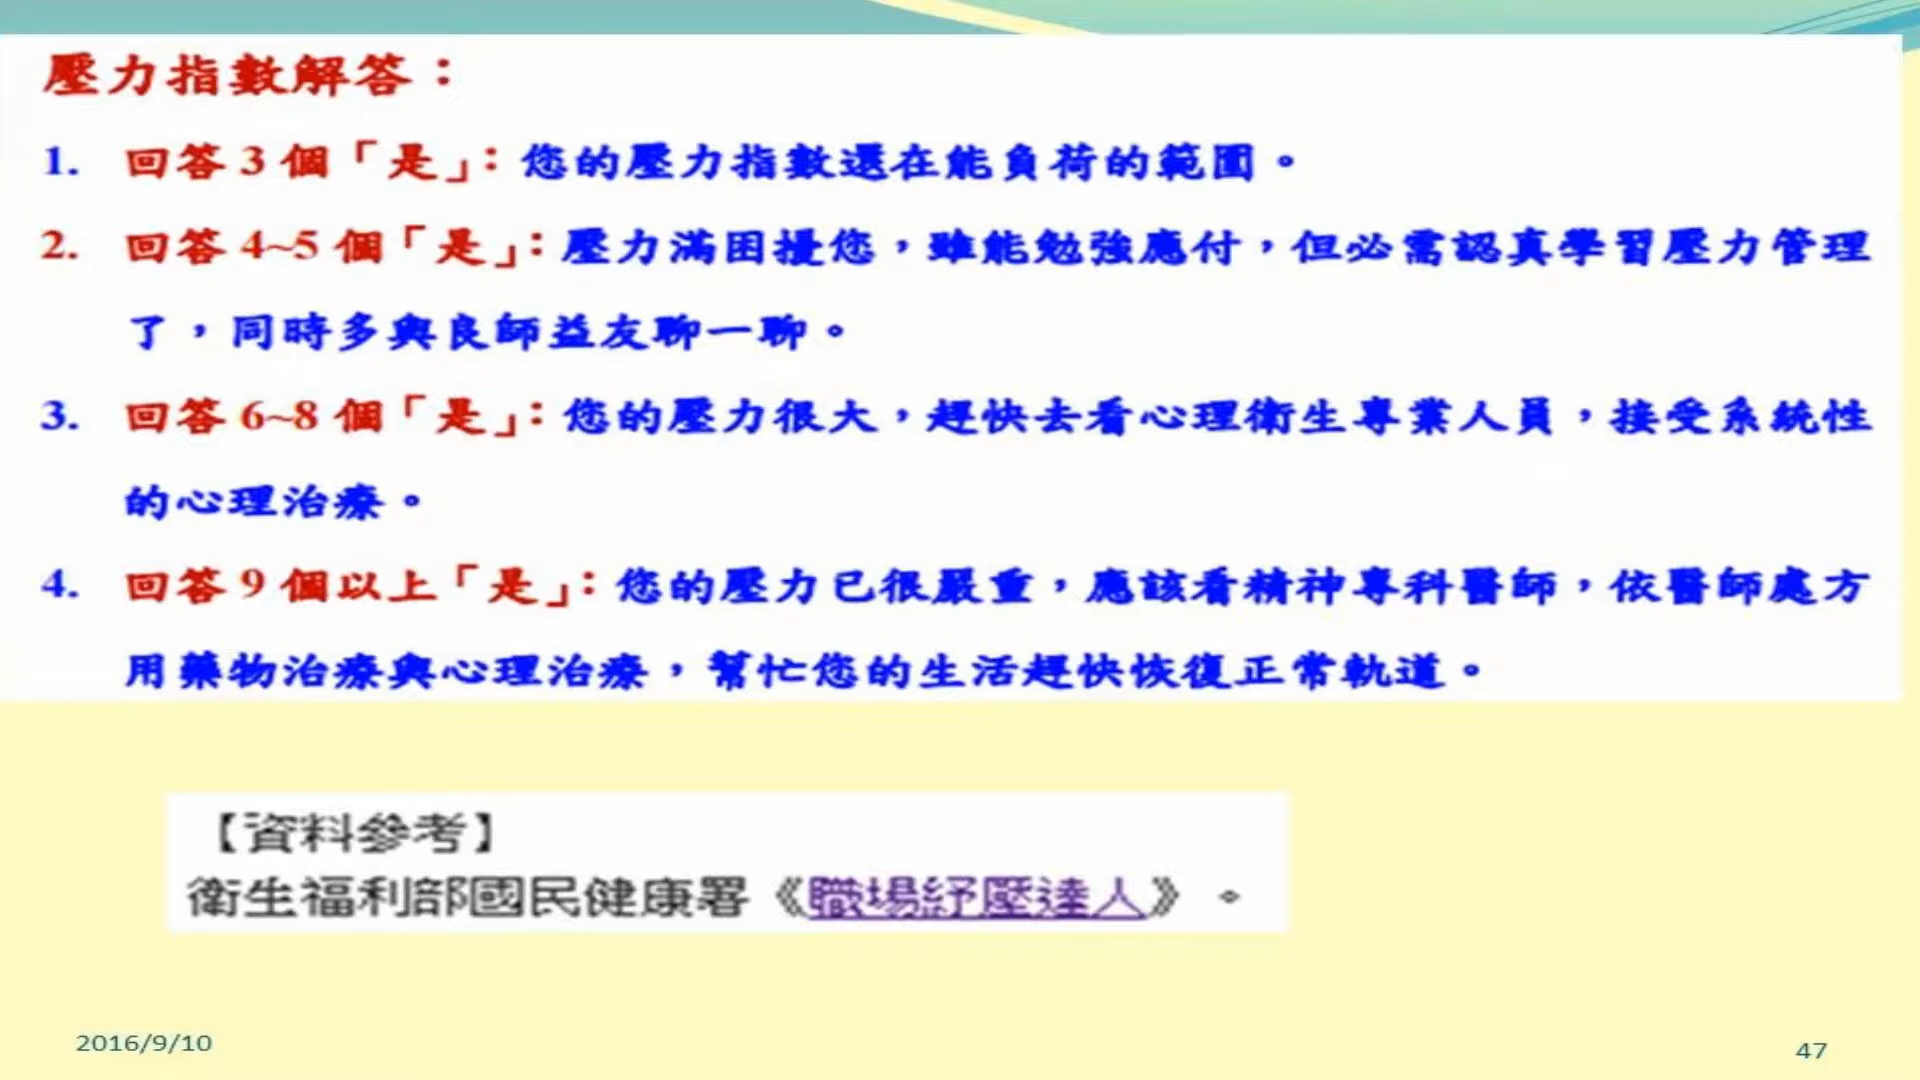 壓力指數解答：
1. 回答 3 個「是」：您的壓力指數還在能負荷的範圍。
2. 回答 4~5 個「是」：壓力滿困擾您，雖能勉強應付，但必需認真學習壓力管理
了，同時多與良師益友聊一聊。
3. 回答 6~8 個「是」：您的壓力很大，趕快去看心理衛生專業人員，接受系統性
的心理治療。
4. 回答 9 個以上「是」：您的壓力已很嚴重，應該看精神專科醫師，依醫師處方
用藥物治療與心理治療，幫忙您的生活趕快恢復正常軌道。
【資料參考】
衛生福利部國民健康署《職場紓壓達人》。
2016/9/10
47